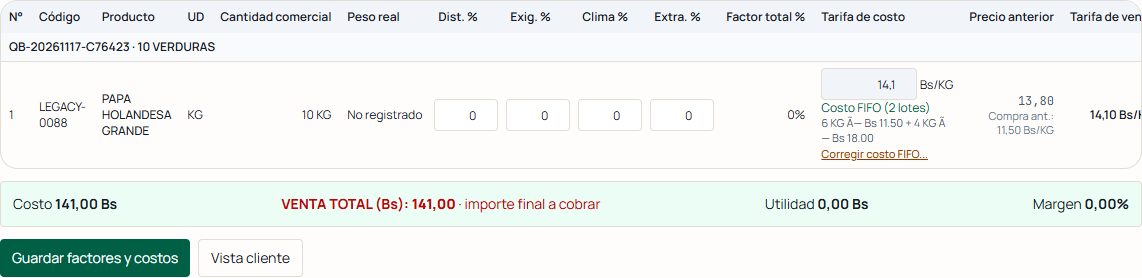 N° Código Producto UD Cantidad comercial Peso real Dist. % Exig. % Clima % Extra. % Factor total % Tarifa de costo Precio anterior Tarifa de ven
QB-20261117-C76423 · 10 VERDURAS
1 LEGACY-0088 PAPA HOLANDESA GRANDE KG 10 KG No registrado 0 0 0 0 0% 14,1 Bs/KG
Costo FIFO (2 lotes)
6 KG Ã— Bs 11.50 + 4 KG Ã
— Bs 18.00
Corregir costo FIFO...
13,80
Compra ant.:
11,50 Bs/KG
14,10 Bs/
Costo 141,00 Bs VENTA TOTAL (Bs): 141,00 · importe final a cobrar Utilidad 0,00 Bs Margen 0,00%
Guardar factores y costos Vista cliente